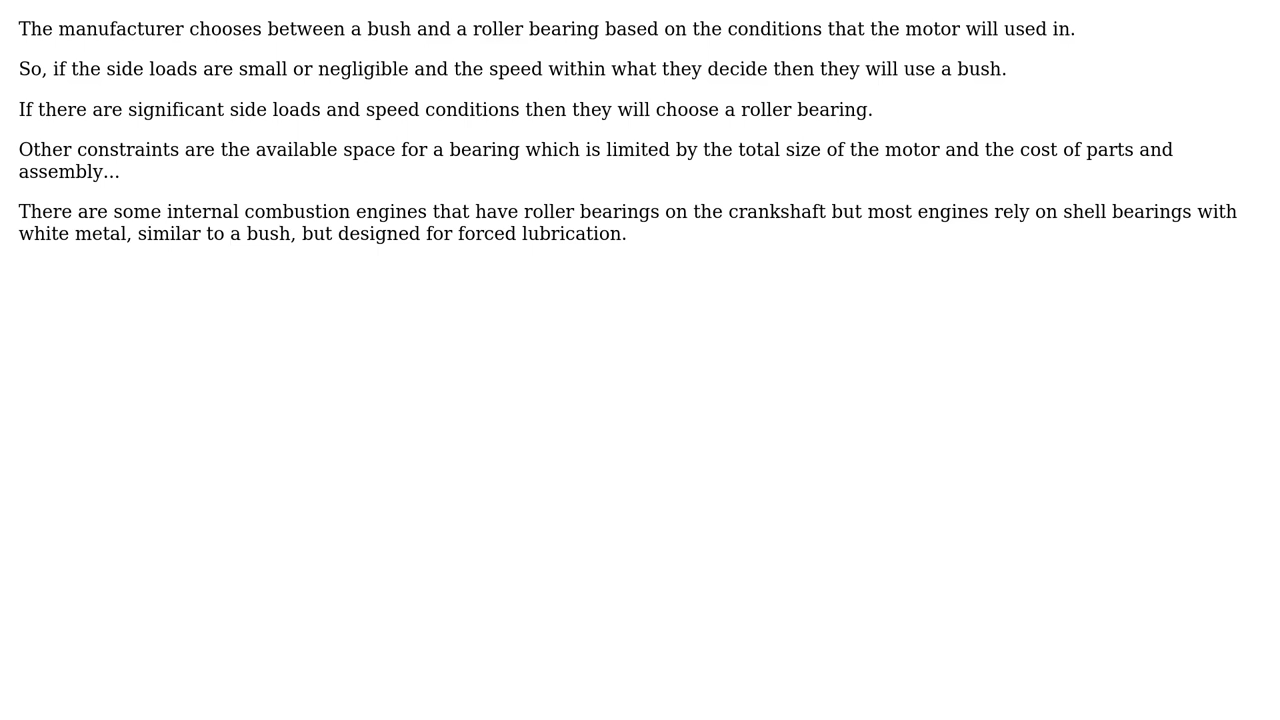 The manufacturer chooses between a bush and a roller bearing based on the conditions that the motor will used in.
So, if the side loads are small or negligible and the speed within what they decide then they will use a bush.
If there are significant side loads and speed conditions then they will choose a roller bearing.
Other constraints are the available space for a bearing which is limited by the total size of the motor and the cost of parts and
assembly...
There are some internal combustion engines that have roller bearings on the crankshaft but most engines rely on shell bearings with
white metal, similar to a bush, but designed for forced lubrication.